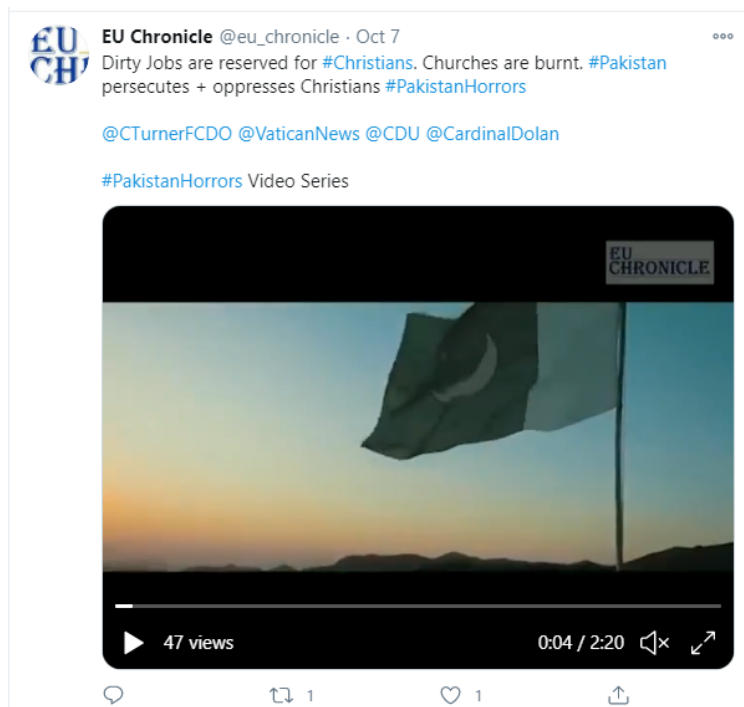 EU
CH
EU Chronicle @eu_chronicle · Oct 7
Dirty Jobs are reserved for #Christians. Churches are burnt. #Pakistan
persecutes + oppresses Christians #PakistanHorrors
@CTurnerFCDO @VaticanNews @CDU @CardinalDolan
#PakistanHorrors Video Series
EU
CHRONICLE
47 views
0:04 / 2:20
1
1